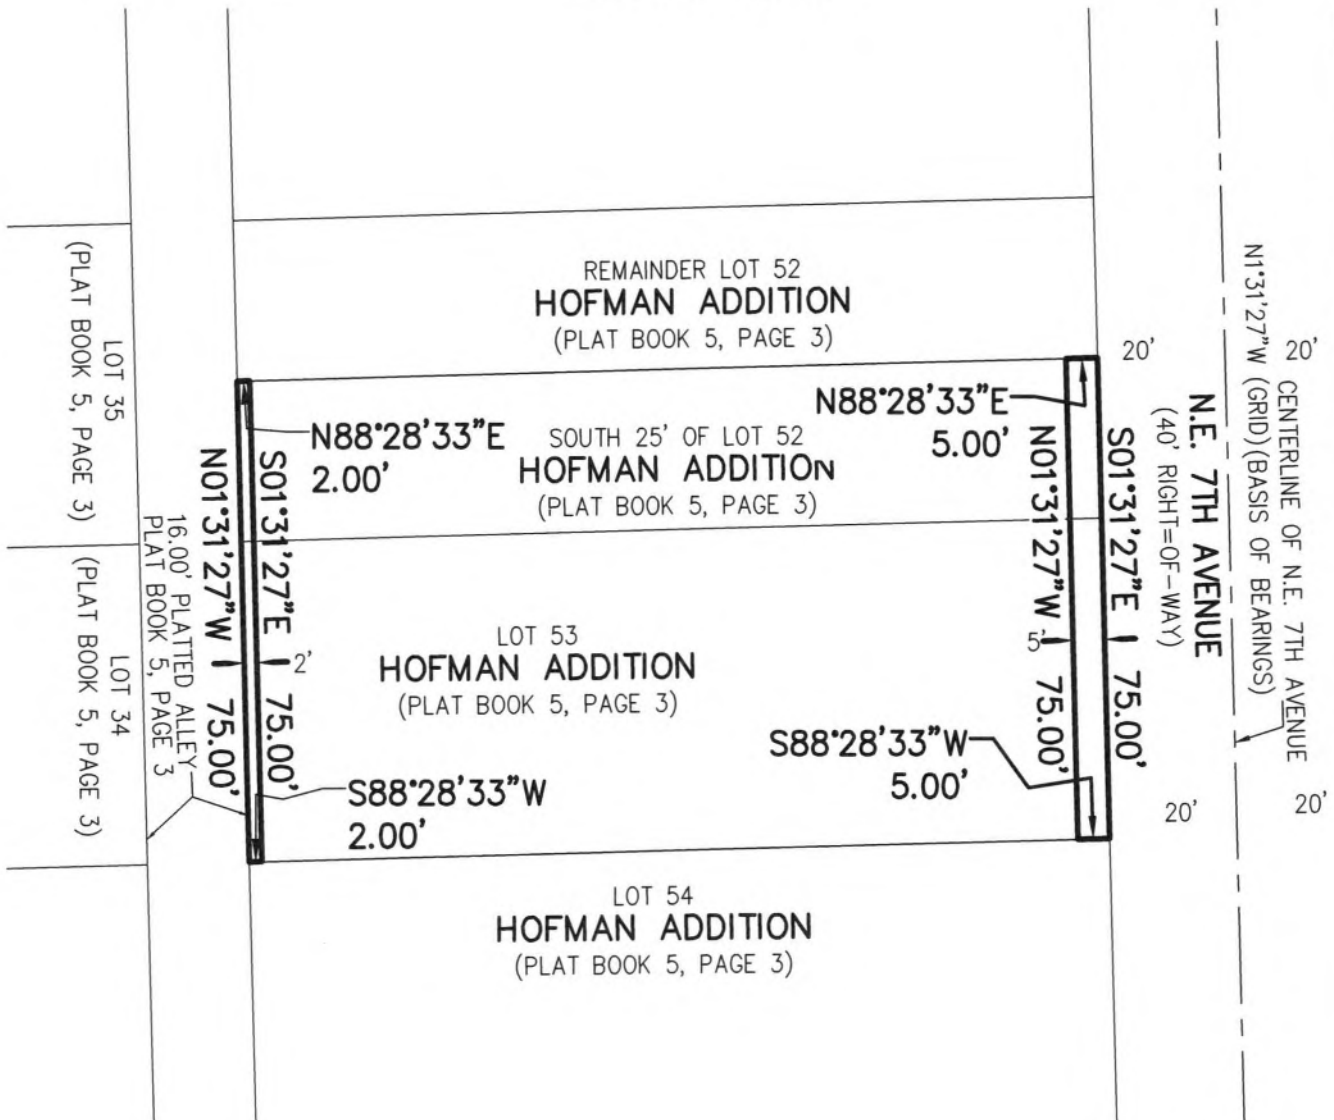 REMAINDER LOT 52
HOFMAN ADDITION
(PLAT BOOK 5, PAGE 3)
20'
20'
N88°28'33"E
5.00'
N88°28'33"E
2.00'
SOUTH 25' OF LOT 52
HOFMAN ADDITION
(PLAT BOOK 5, PAGE 3)
LOT 35
(PLAT BOOK 5, PAGE 3)
LOT 34
(PLAT BOOK 5, PAGE 3)
16.00' PLATTED ALLEY
PLAT BOOK 5, PAGE 3
N01°31'27"W 75.00'
S01°31'27"E 75.00'
2'
LOT 53
HOFMAN ADDITION
(PLAT BOOK 5, PAGE 3)
5'
N01°31'27"W 75.00'
S01°31'27"E 75.00'
N.E. 7TH AVENUE
(40' RIGHT=OF-WAY)
CENTERLINE OF N.E. 7TH AVENUE
N1°31'27"W (GRID)(BASIS OF BEARINGS)
S88°28'33"W
5.00'
S88°28'33"W
2.00'
20'
20'
LOT 54
HOFMAN ADDITION
(PLAT BOOK 5, PAGE 3)